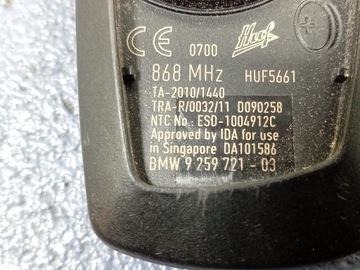 CE 0700 Huf
868 MHz HUF5661
TA-2010/1440
TRA-R/0032/11 D090258
NTC No.: ESD-1004912C
Approved by IDA for use
in Singapore DA101586
BMW 9 259 721 - 03